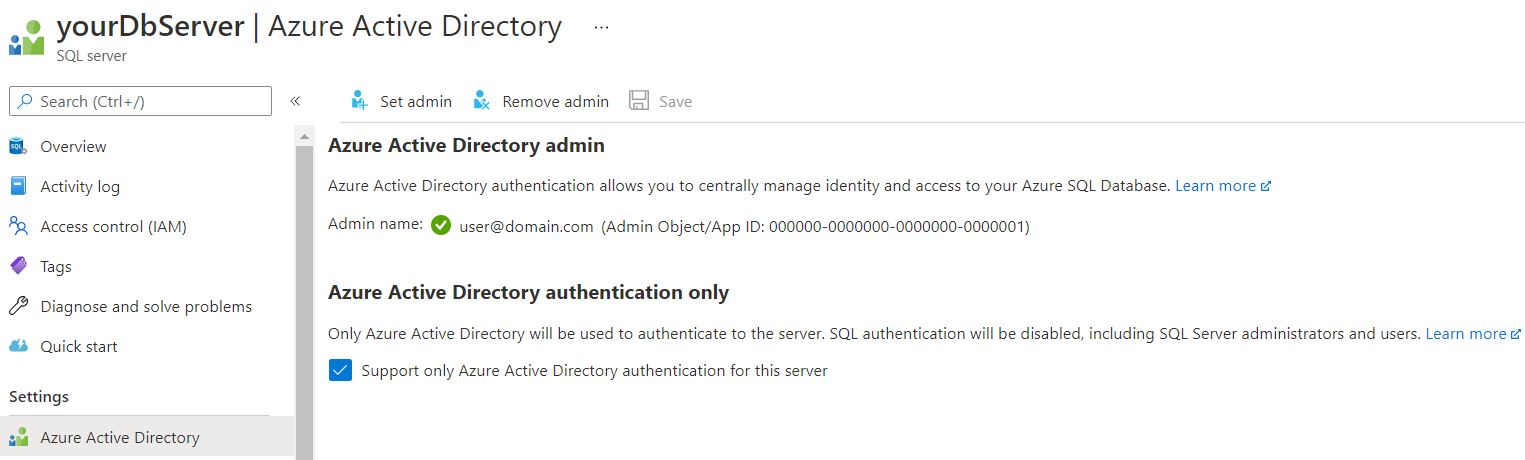 yourDbServer | Azure Active Directory ...
SQL server
Search (Ctrl+/)
«
Overview
Activity log
Access control (IAM)
Tags
Diagnose and solve problems
Quick start
Settings
Azure Active Directory
Set admin Remove admin Save
Azure Active Directory admin
Azure Active Directory authentication allows you to centrally manage identity and access to your Azure SQL Database. Learn more
Admin name: user@domain.com (Admin Object/App ID: 000000-0000000-0000000-0000001)
Azure Active Directory authentication only
Only Azure Active Directory will be used to authenticate to the server. SQL authentication will be disabled, including SQL Server administrators and users. Learn more
Support only Azure Active Directory authentication for this server